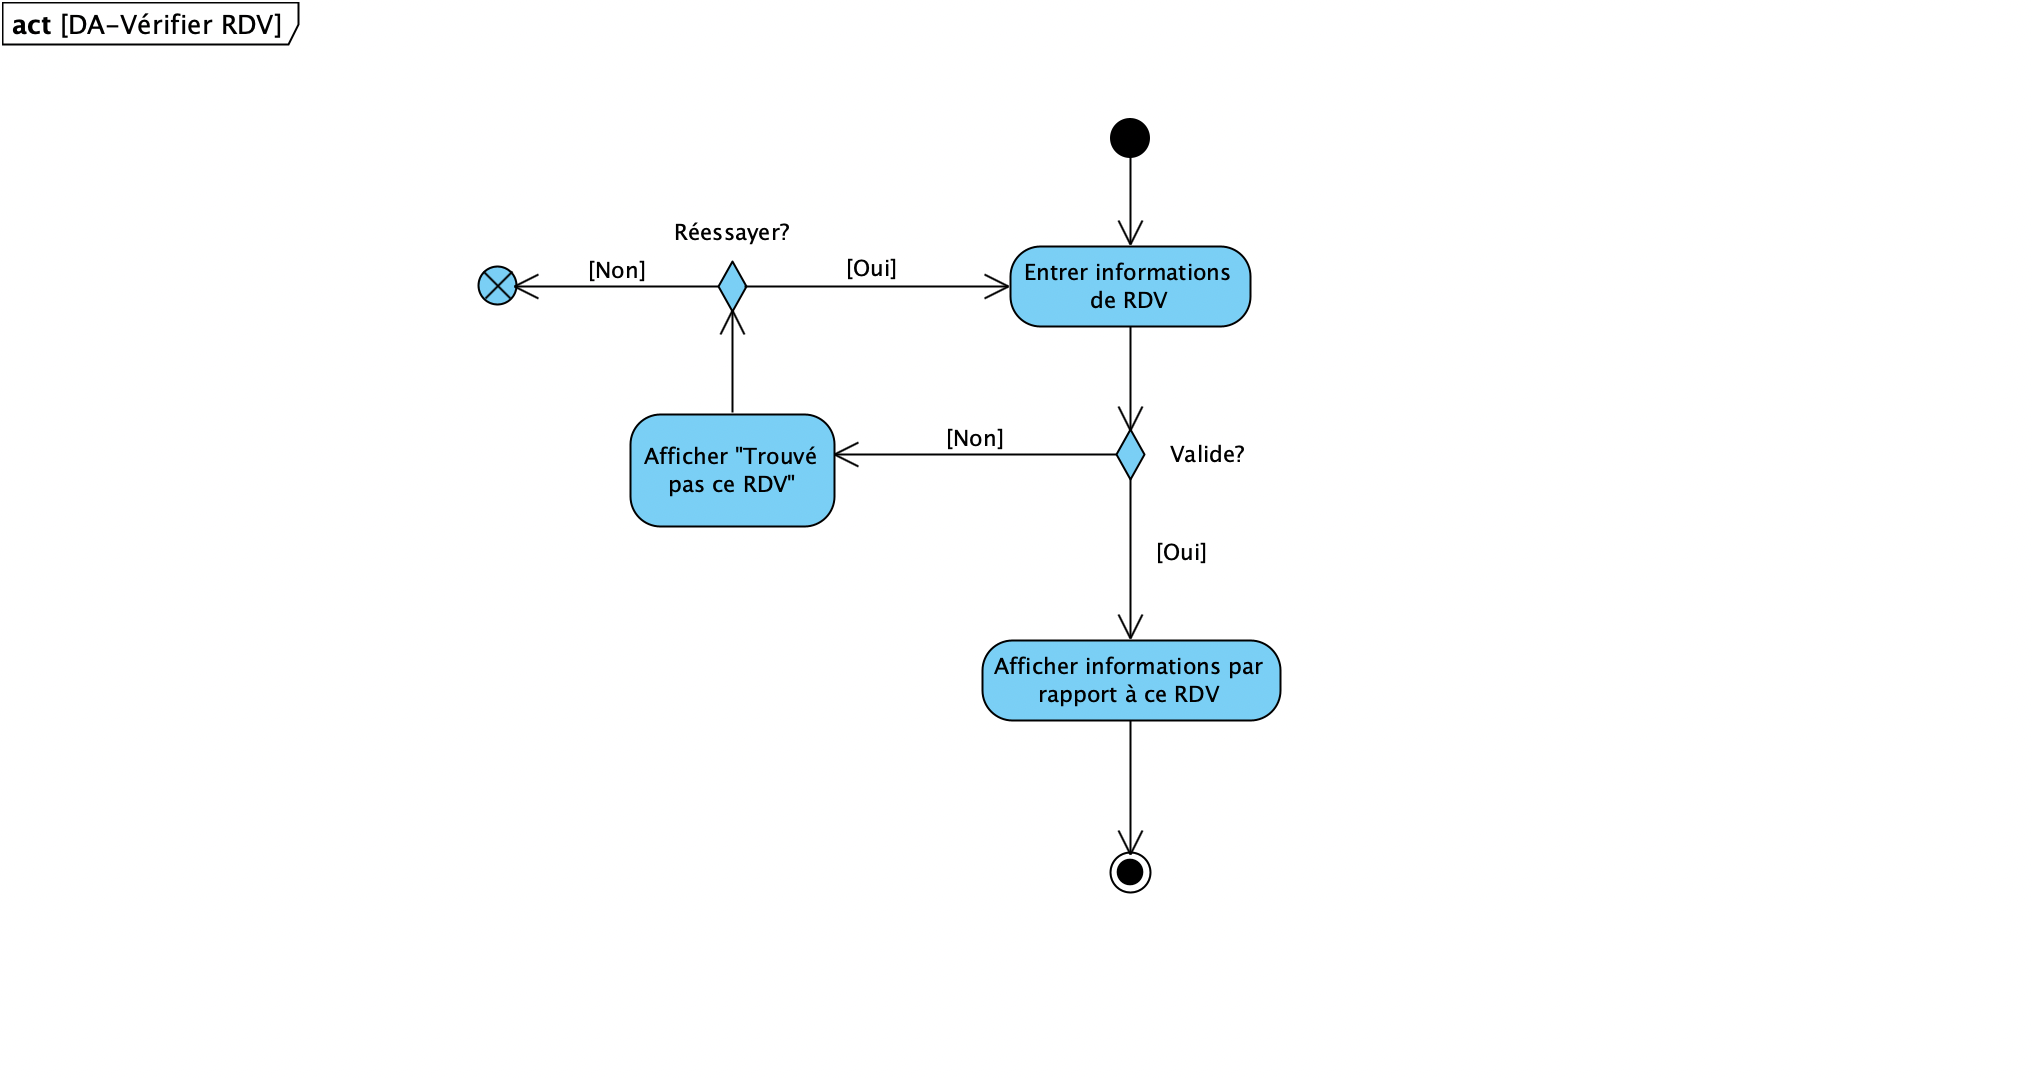 act [DA-Vérifier RDV]
Réessayer?
[Non]
[Oui]
Entrer informations
de RDV
[Non]
Valide?
Afficher "Trouvé
pas ce RDV"
[Oui]
Afficher informations par
rapport à ce RDV